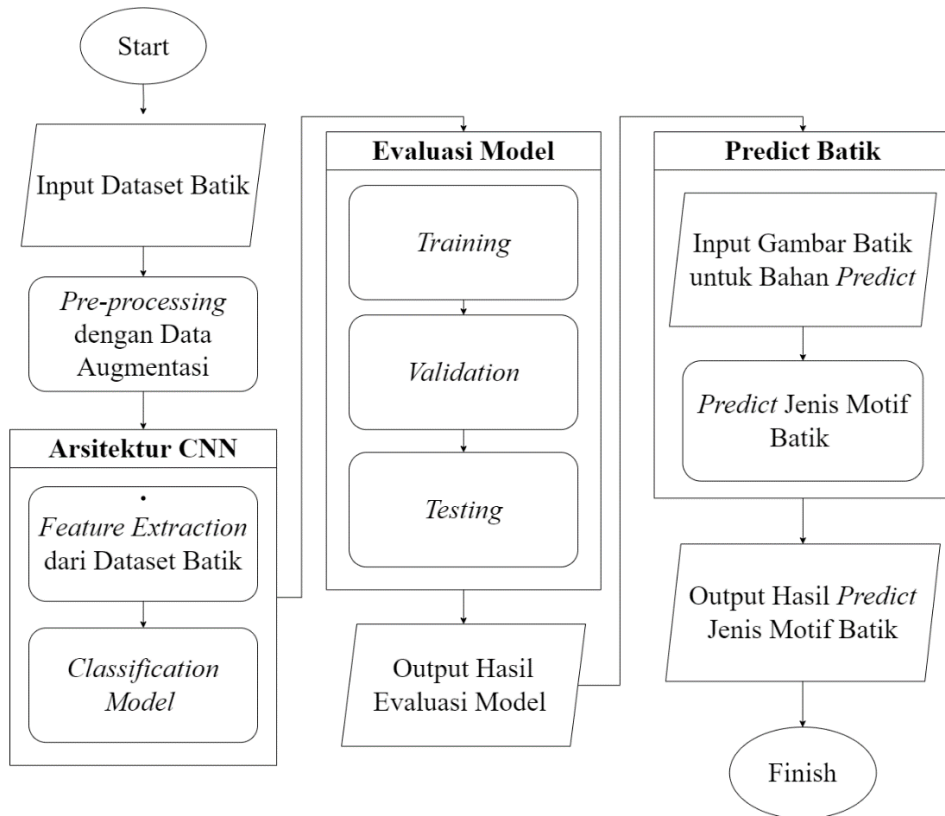 Start
Input Dataset Batik
Pre-processing
dengan Data
Augmentasi
Arsitektur CNN
Feature Extraction
dari Dataset Batik
Classification
Model
Evaluasi Model
Training
Validation
Testing
Output Hasil
Evaluasi Model
Predict Batik
Input Gambar Batik
untuk Bahan Predict
Predict Jenis Motif
Batik
Output Hasil Predict
Jenis Motif Batik
Finish